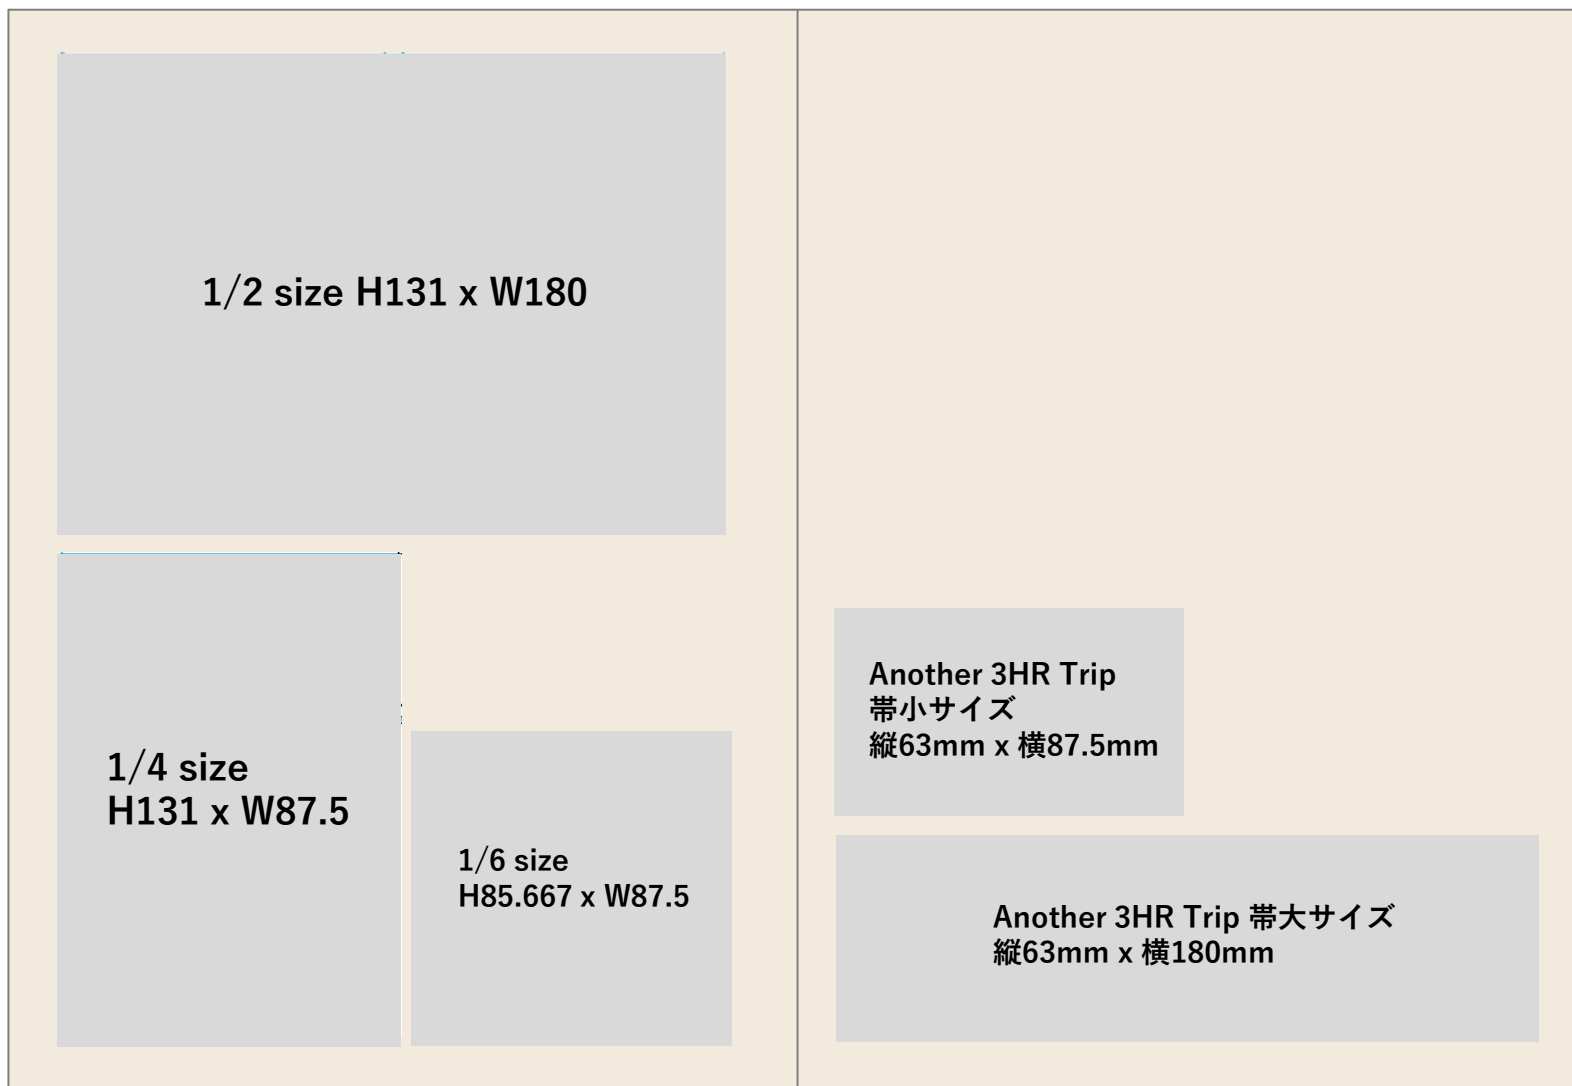 1/2 size H131 x W180
1/4 size
H131 x W87.5
1/6 size
H85.667 x W87.5
Another 3HR Trip
帯小サイズ
縦63mm x 横87.5mm
Another 3HR Trip 帯大サイズ
縦63mm x 横180mm